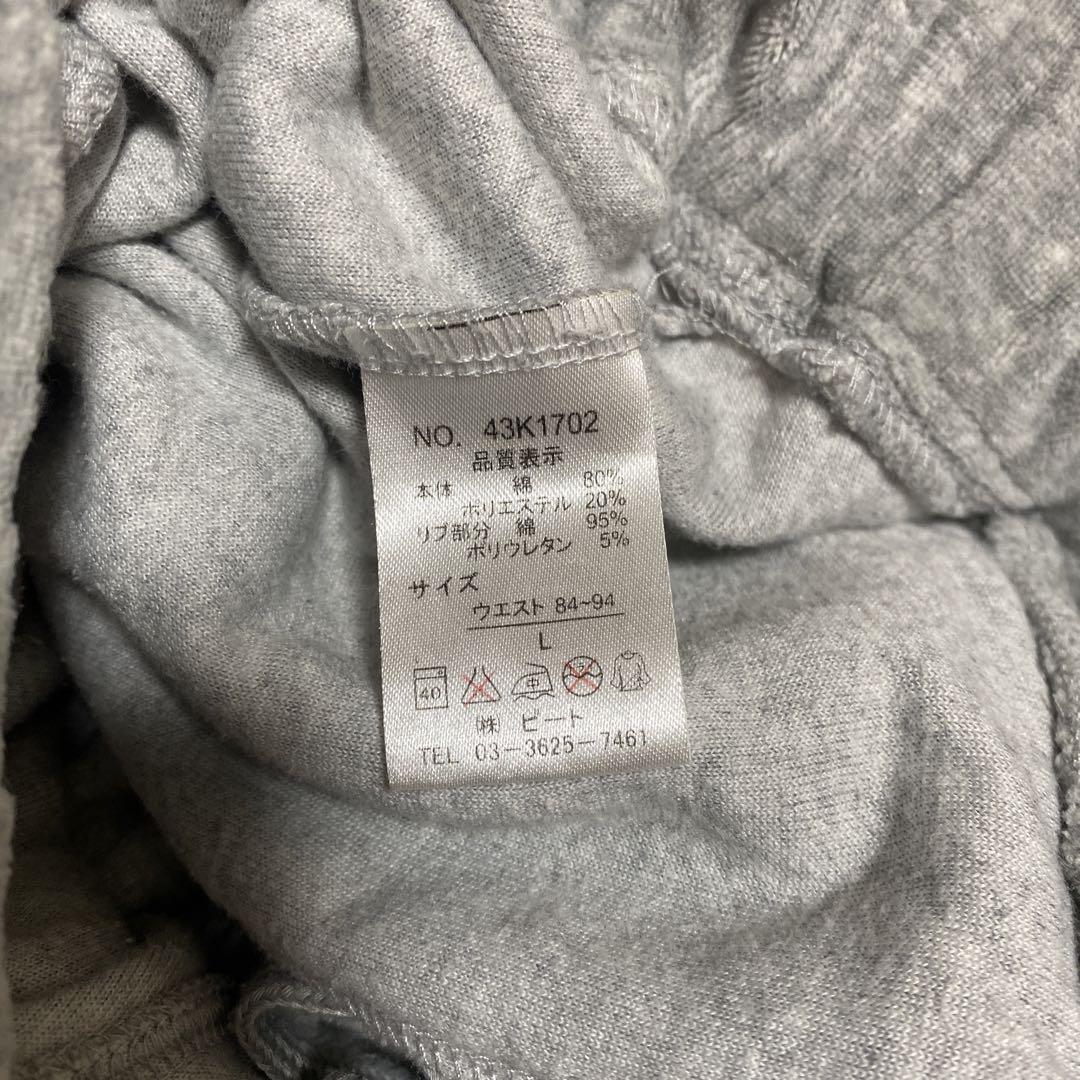 NO. 43K1702
品質表示
本体 綿 80%
ポリエステル 20%
リブ部分 綿 95%
ポリウレタン 5%
サイズ
ウエスト 84~94
L
40 中
㈱ ビート
TEL 03-3625-7461